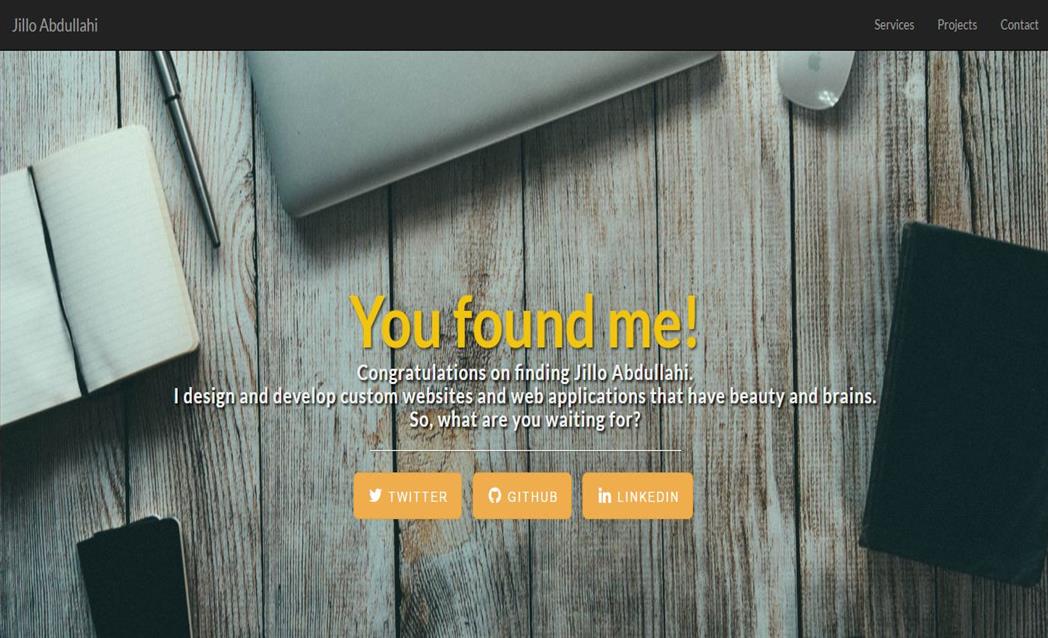 Jillo Abdullahi
Services Projects Contact
You found me!
Congratulations on finding Jillo Abdullahi.
I design and develop custom websites and web applications that have beauty and brains.
So, what are you waiting for?
TWITTER GITHUB LINKEDIN